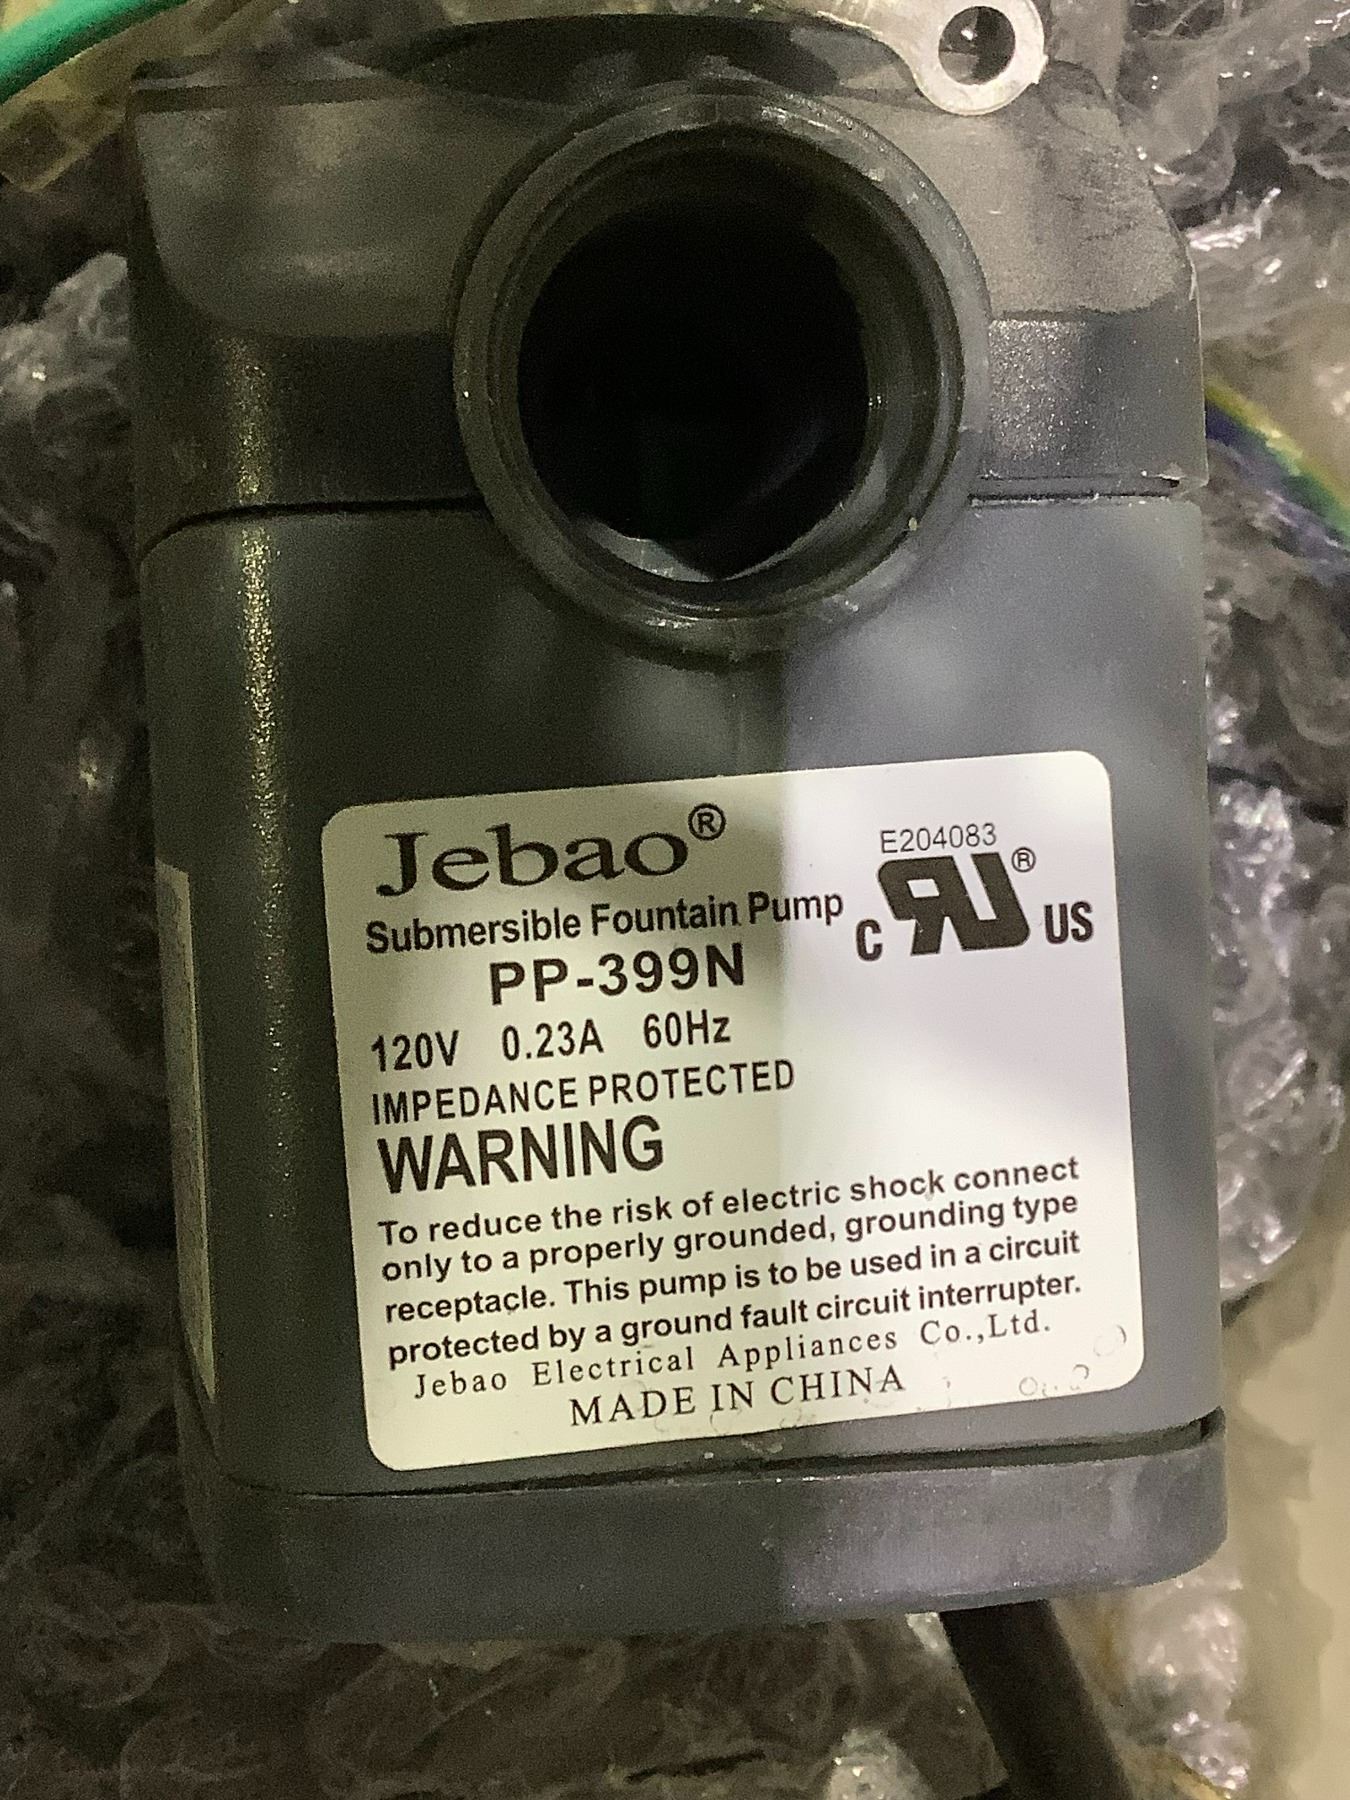 Jebao®
E204083
Submersible Fountain Pump
c RU® US
PP-399N
120V 0.23A 60Hz
IMPEDANCE PROTECTED
WARNING
To reduce the risk of electric shock connect
only to a properly grounded, grounding type
receptacle. This pump is to be used in a circuit
protected by a ground fault circuit interrupter.
Jebao Electrical Appliances Co.,Ltd.
MADE IN CHINA